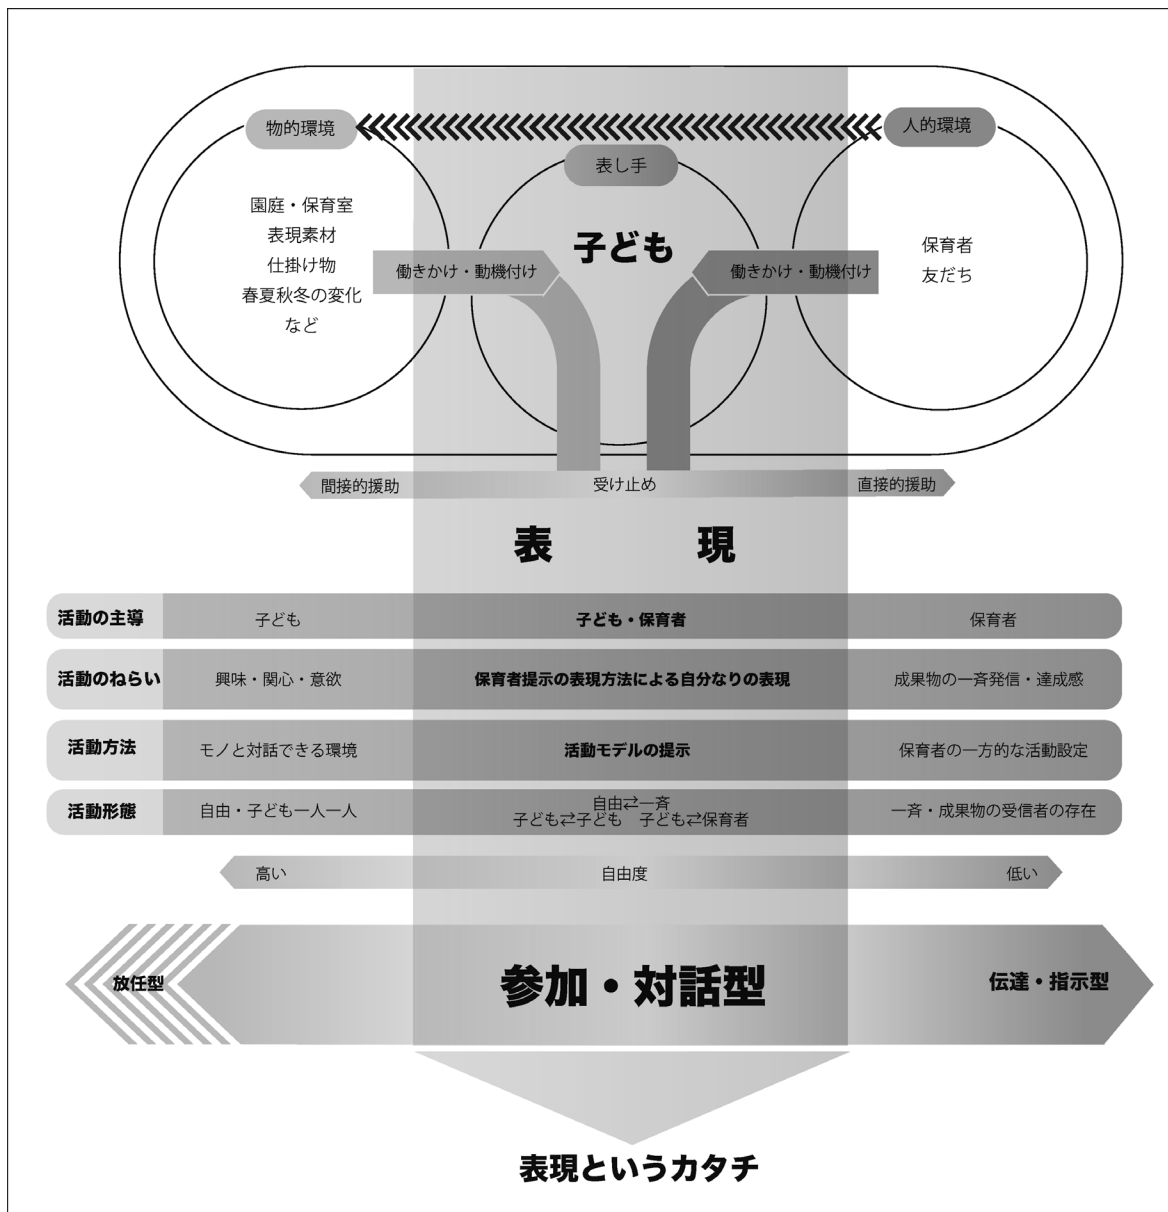 物的環境
人的環境
表し手
子ども
園庭・保育室
表現素材
仕掛け物
春夏秋冬の変化
など
働きかけ・動機付け
働きかけ・動機付け
保育者
友だち
間接的援助
受け止め
直接的援助
表 現
活動の主導
子ども
子ども・保育者
保育者
活動のねらい
興味・関心・意欲
保育者提示の表現方法による自分なりの表現
成果物の一斉発信・達成感
活動方法
モノと対話できる環境
活動モデルの提示
保育者の一方的な活動設定
活動形態
自由・子ども一人一人
自由⇄一斉
子ども⇄子ども 子ども⇄保育者
一斉・成果物の受信者の存在
高い
自由度
低い
放任型
参加・対話型
伝達・指示型
表現というカタチ